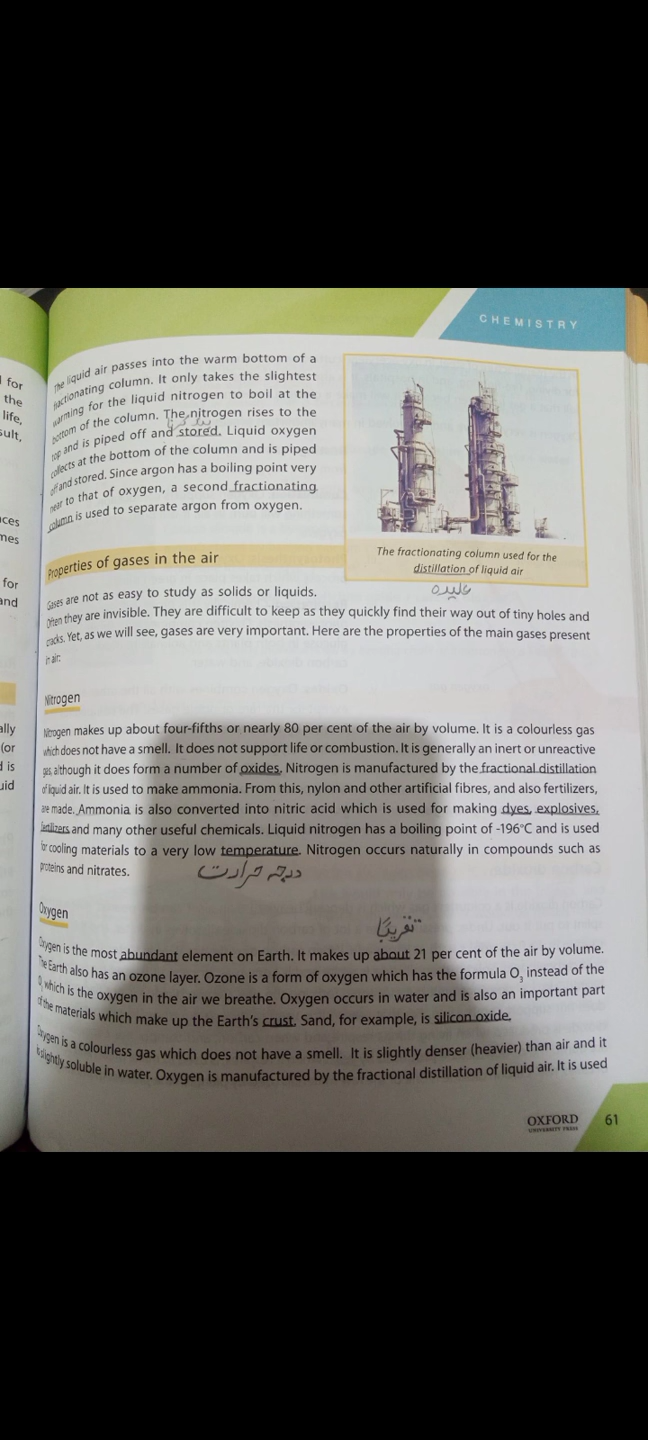 CHEMISTRY
for
the
life,
sult,
The liquid air passes into the warm bottom of a
fractionating column. It only takes the slightest
warming for the liquid nitrogen to boil at the
bottom of the column. The nitrogen rises to the
top and is piped off and stored. Liquid oxygen
collects at the bottom of the column and is piped
off and stored. Since argon has a boiling point very
near to that of oxygen, a second fractionating
column is used to separate argon from oxygen.
The fractionating column used for the
distillation of liquid air
علیدہ
nces
mes
for
and
Properties of gases in the air
Gases are not as easy to study as solids or liquids.
Often they are invisible. They are difficult to keep as they quickly find their way out of tiny holes and
cracks. Yet, as we will see, gases are very important. Here are the properties of the main gases present
in air:
ally
(or
d is
uid
Nitrogen
Nitrogen makes up about four-fifths or nearly 80 per cent of the air by volume. It is a colourless gas
which does not have a smell. It does not support life or combustion. It is generally an inert or unreactive
gas, although it does form a number of oxides. Nitrogen is manufactured by the fractional distillation
of liquid air. It is used to make ammonia. From this, nylon and other artificial fibres, and also fertilizers,
are made. Ammonia is also converted into nitric acid which is used for making dyes, explosives,
fertilizers and many other useful chemicals. Liquid nitrogen has a boiling point of -196°C and is used
for cooling materials to a very low temperature. Nitrogen occurs naturally in compounds such as
proteins and nitrates.
درجہ حرارت
Oxygen
تقریباً
Oxygen is the most abundant element on Earth. It makes up about 21 per cent of the air by volume.
The Earth also has an ozone layer. Ozone is a form of oxygen which has the formula O₃ instead of the
O₂ which is the oxygen in the air we breathe. Oxygen occurs in water and is also an important part
of the materials which make up the Earth's crust. Sand, for example, is silicon oxide.
Oxygen is a colourless gas which does not have a smell. It is slightly denser (heavier) than air and it
is slightly soluble in water. Oxygen is manufactured by the fractional distillation of liquid air. It is used
OXFORD
UNIVERSITY PRESS
61